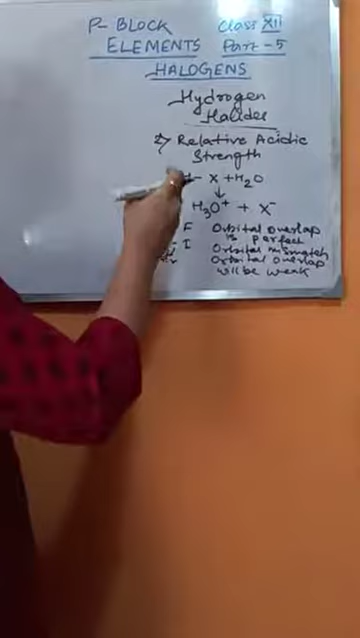 P-BLOCK Class XII
ELEMENTS Part-5
HALOGENS
Hydrogen
Halides
2) Relative Acidic
Strength
- X + H2O
↓
H3O+ + X-
F Orbital overlap
is perfect
- I Orbital mismatch
Orbital overlap
will be weak